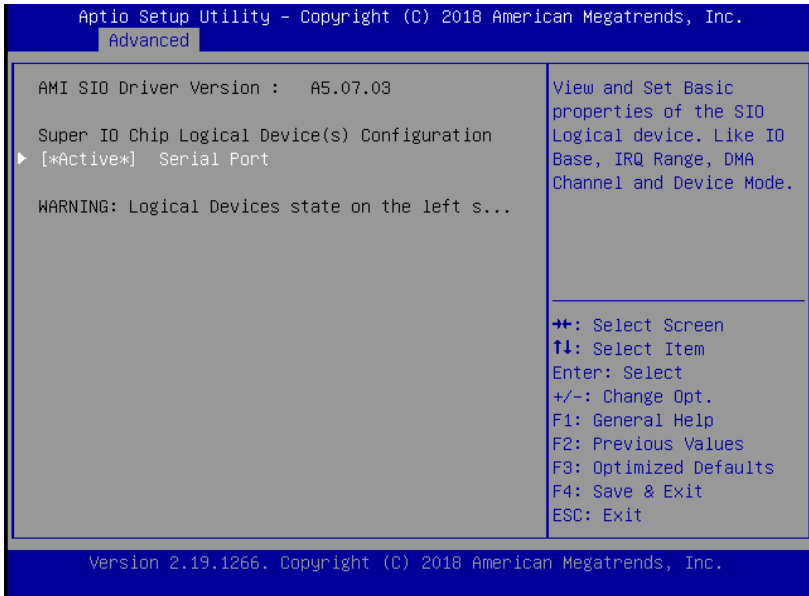 Aptio Setup Utility – Copyright (C) 2018 American Megatrends, Inc.
Advanced
AMI SIO Driver Version :   A5.07.03
Super IO Chip Logical Device(s) Configuration
[*Active*]  Serial Port
WARNING: Logical Devices state on the left s...
View and Set Basic
properties of the SIO
Logical device. Like IO
Base, IRQ Range, DMA
Channel and Device Mode.
→←: Select Screen
↑↓: Select Item
Enter: Select
+/-: Change Opt.
F1: General Help
F2: Previous Values
F3: Optimized Defaults
F4: Save & Exit
ESC: Exit
Version 2.19.1266. Copyright (C) 2018 American Megatrends, Inc.